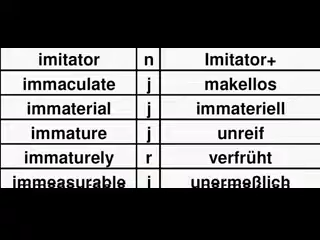 imitator n Imitator+
immaculate j makellos
immaterial j immateriell
immature j unreif
immaturely r verfrüht
immeasurable j unermeßlich